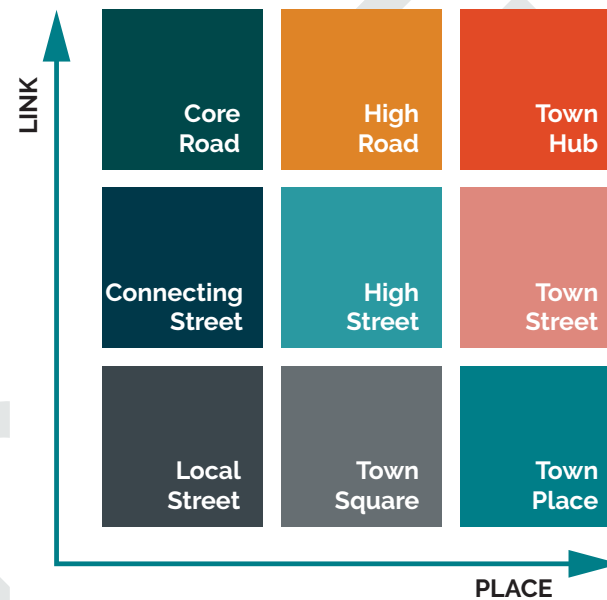 LINK
Core
Road
High
Road
Town
Hub
Connecting
Street
High
Street
Town
Street
Local
Street
Town
Square
Town
Place
PLACE